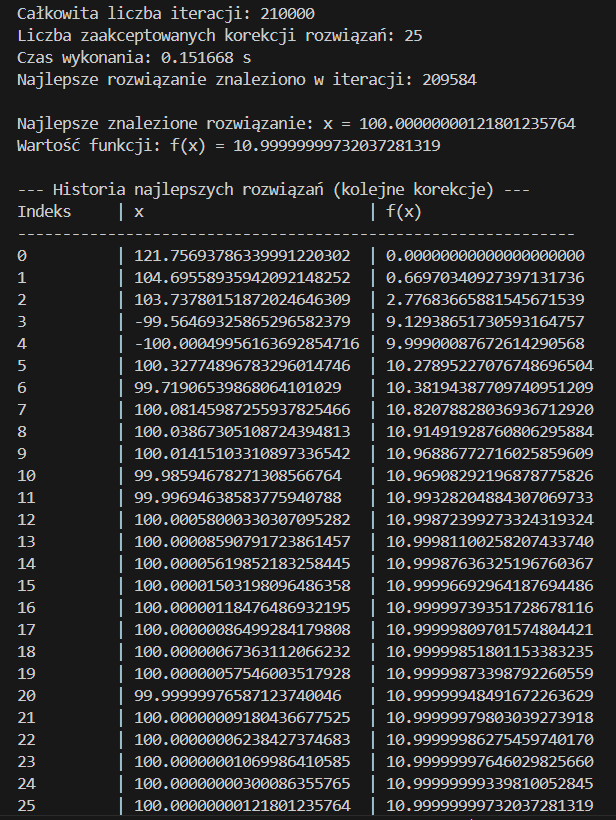 Całkowita liczba iteracji: 210000
Liczba zaakceptowanych korekcji rozwiązań: 25
Czas wykonania: 0.151668 s
Najlepsze rozwiązanie znaleziono w iteracji: 209584
Najlepsze znalezione rozwiązanie: x = 100.00000000121801235764
Wartość funkcji: f(x) = 10.99999999732037281319
--- Historia najlepszych rozwiązań (kolejne korekcje) ---
Indeks | x | f(x)
--------------------------------------------------------------
0 | 121.75693786339991220302 | 0.00000000000000000000
1 | 104.69558935942092148252 | 0.66970340927397131736
2 | 103.73780151872024646309 | 2.77683665881545671539
3 | -99.56469325865296582379 | 9.12938651730593164757
4 | -100.00049956163692854716 | 9.99900087672614290568
5 | 100.32774896783296014746 | 10.27895227076748696504
6 | 99.71906539868064101029 | 10.38194387709740951209
7 | 100.08145987255937825466 | 10.82078828036936712920
8 | 100.03867305108724394813 | 10.91491928760806295884
9 | 100.01415103310897336542 | 10.96886772716025859609
10 | 99.98594678271308566764 | 10.96908292196878775826
11 | 99.99694638583775940788 | 10.99328204884307069733
12 | 100.00058000330307095282 | 10.99872399273324319324
13 | 100.00008590791723861457 | 10.99981100258207433740
14 | 100.00005619852183258445 | 10.99987636325196760367
15 | 100.00001503198096486358 | 10.99996692964187694486
16 | 100.00000118476486932195 | 10.99999739351728678116
17 | 100.00000086499284179808 | 10.99999809701574804421
18 | 100.00000067363112066232 | 10.99999851801153383235
19 | 100.00000057546003517928 | 10.99999873398792260559
20 | 99.99999976587123740046 | 10.99999948491672263629
21 | 100.00000009180436677525 | 10.99999979803039273918
22 | 100.00000006238427374683 | 10.99999986275459740170
23 | 100.00000001069986410585 | 10.99999997646029825660
24 | 100.00000000300086355765 | 10.99999999339810052845
25 | 100.00000000121801235764 | 10.99999999732037281319